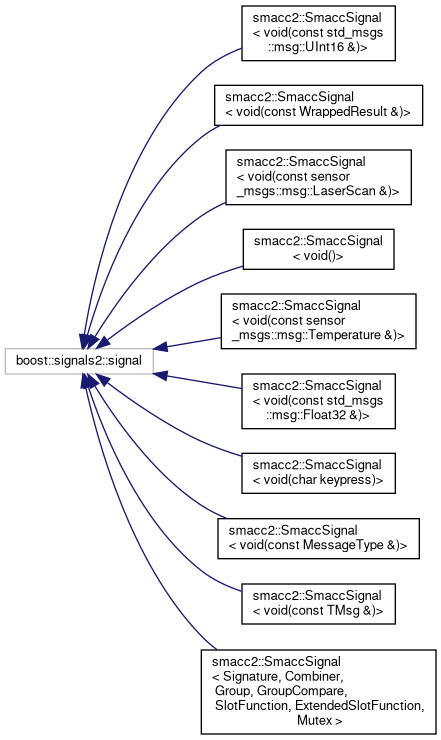 smacc2::SmaccSignal
< void(const std_msgs
::msg::UInt16 &)>
smacc2::SmaccSignal
< void(const WrappedResult &)>
smacc2::SmaccSignal
< void(const sensor
_msgs::msg::LaserScan &)>
smacc2::SmaccSignal
< void()>
smacc2::SmaccSignal
< void(const sensor
_msgs::msg::Temperature &)>
boost::signals2::signal
smacc2::SmaccSignal
< void(const std_msgs
::msg::Float32 &)>
smacc2::SmaccSignal
< void(char keypress)>
smacc2::SmaccSignal
< void(const MessageType &)>
smacc2::SmaccSignal
< void(const TMsg &)>
smacc2::SmaccSignal
< Signature, Combiner,
Group, GroupCompare,
SlotFunction, ExtendedSlotFunction,
Mutex >